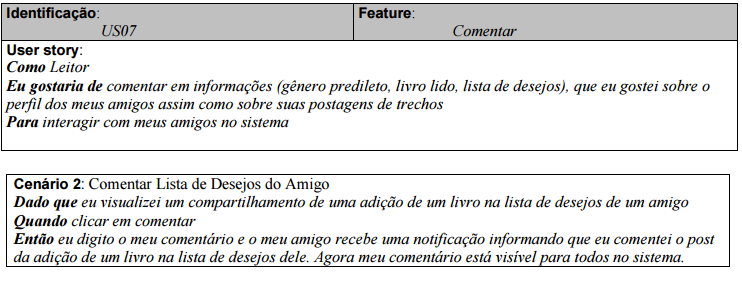 Identificação: Feature:
US07 Comentar
User story:
Como Leitor
Eu gostaria de comentar em informações (gênero predileto, livro lido, lista de desejos), que eu gostei sobre o
perfil dos meus amigos assim como sobre suas postagens de trechos
Para interagir com meus amigos no sistema
Cenário 2: Comentar Lista de Desejos do Amigo
Dado que eu visualizei um compartilhamento de uma adição de um livro na lista de desejos de um amigo
Quando clicar em comentar
Então eu digito o meu comentário e o meu amigo recebe uma notificação informando que eu comentei o post
da adição de um livro na lista de desejos dele. Agora meu comentário está visível para todos no sistema.